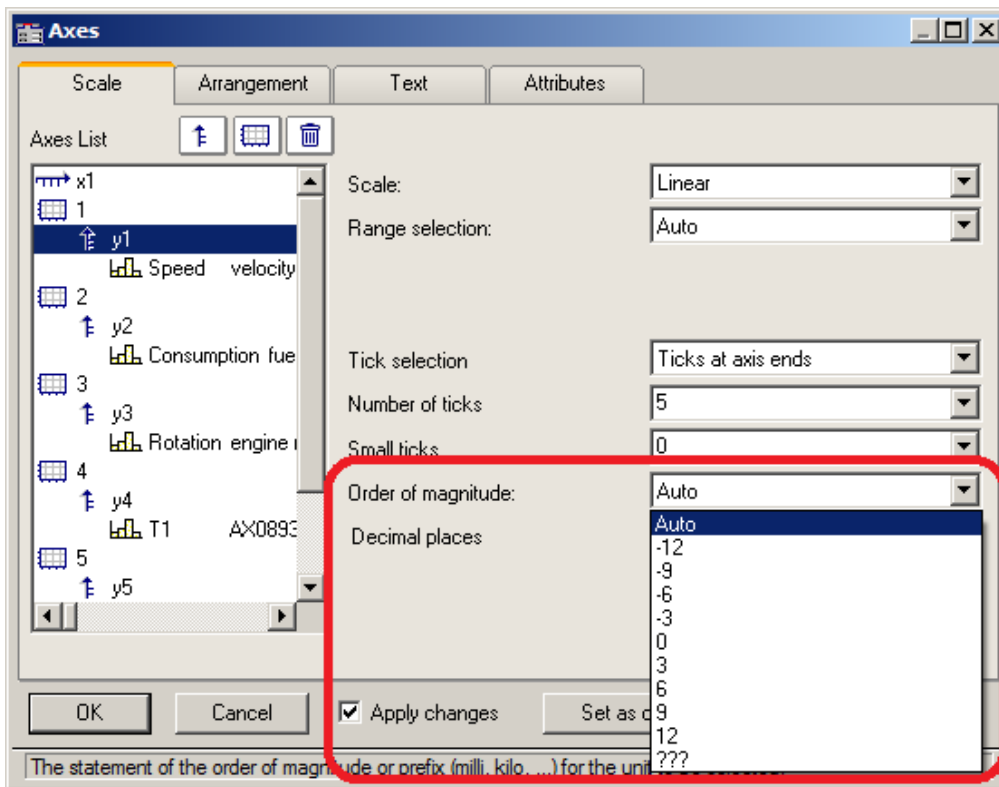 Axes
Scale Arrangement Text Attributes
Axes List
x1
1
y1
Speed velocity
2
y2
Consumption fue
3
y3
Rotation engine
4
y4
T1 AX0893
5
y5
Scale: Linear
Range selection: Auto
Tick selection Ticks at axis ends
Number of ticks 5
Small ticks 0
Order of magnitude: Auto
Decimal places
Auto
-12
-9
-6
-3
0
3
6
9
12
???
OK Cancel Apply changes Set as
The statement of the order of magnitude or prefix (milli, kilo, ...) for the